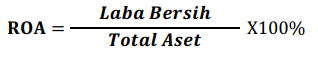 Laba Bersih
ROA = ──────── X100%
Total Aset